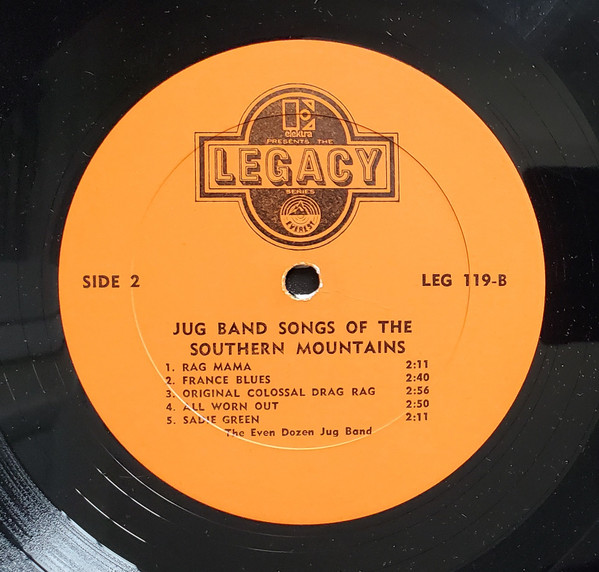 elektra
PRESENTS THE
LEGACY
SERIES
EVEREST
SIDE 2
LEG 119-B
JUG BAND SONGS OF THE
SOUTHERN MOUNTAINS
1. RAG MAMA 2:11
2. FRANCE BLUES 2:40
3. ORIGINAL COLOSSAL DRAG RAG 2:56
4. ALL WORN OUT 2:50
5. SADIE GREEN 2:11
The Even Dozen Jug Band